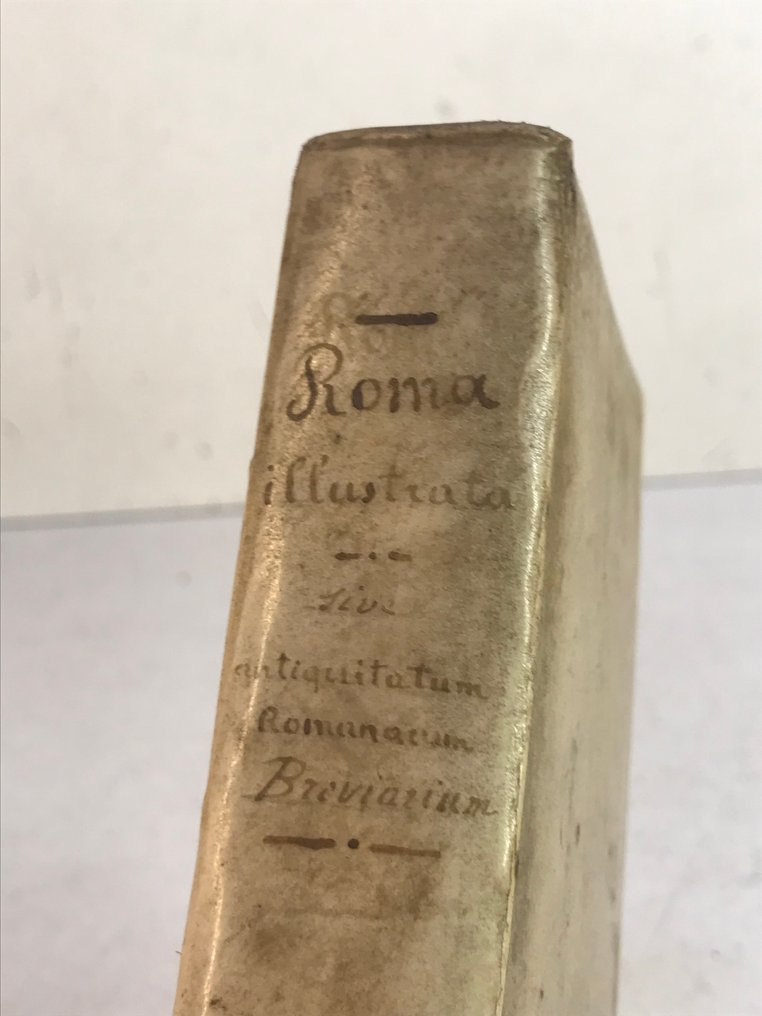 Roma
illustrata
sive
antiquitatum
Romanarum
Breviarium